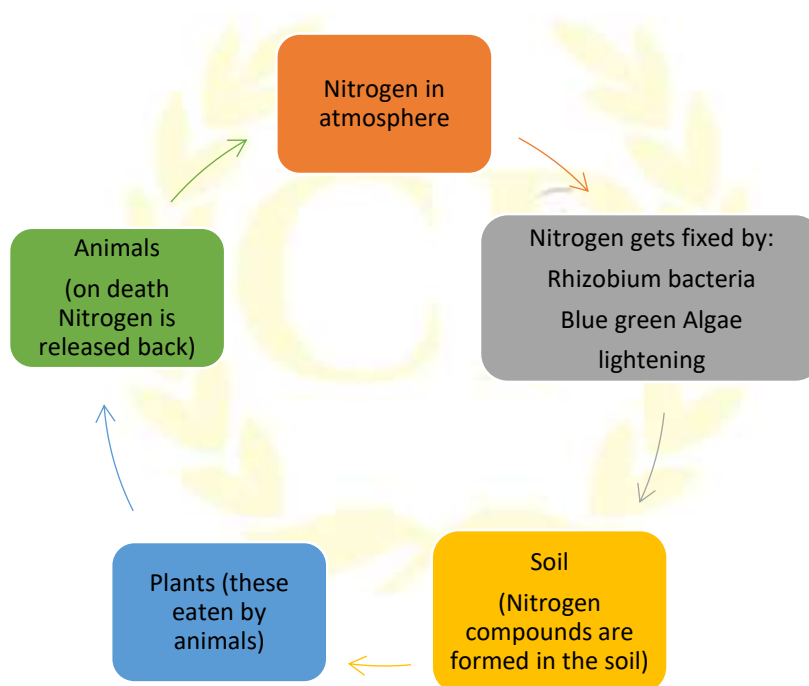 Nitrogen in
atmosphere
Nitrogen gets fixed by:
Rhizobium bacteria
Blue green Algae
lightening
Soil
(Nitrogen
compounds are
formed in the soil)
Plants (these
eaten by
animals)
Animals
(on death
Nitrogen is
released back)